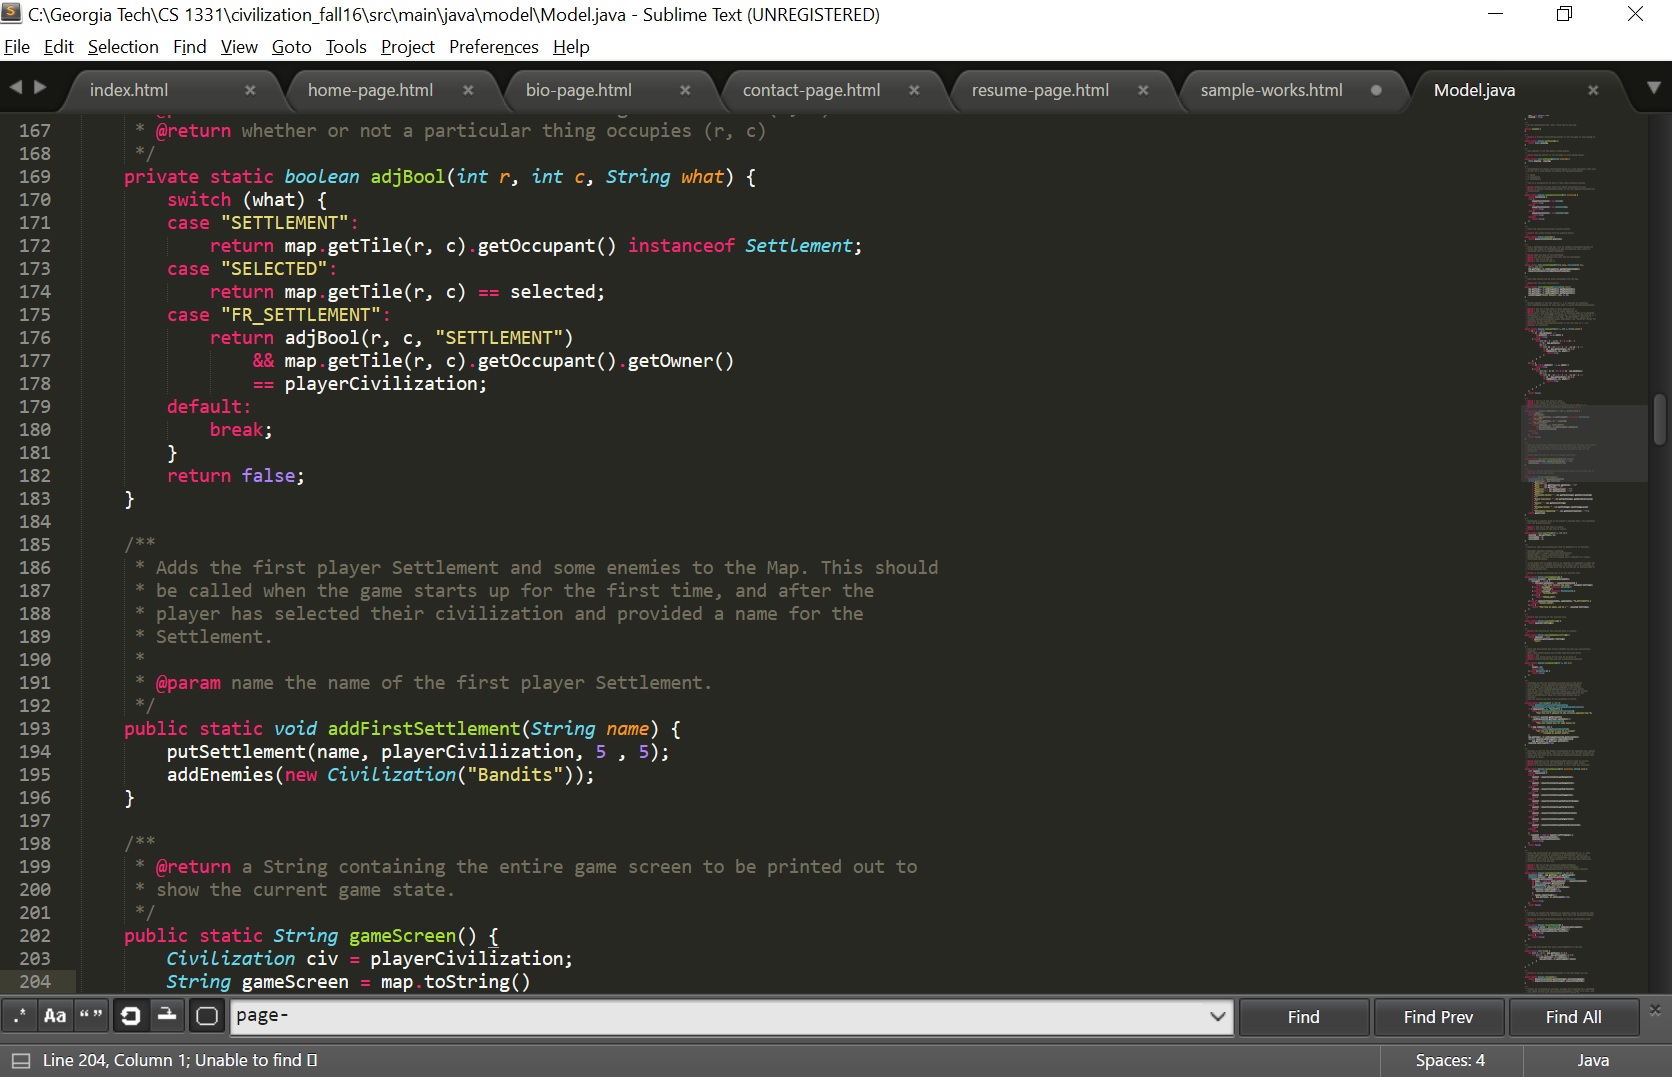 C:\Georgia Tech\CS 1331\civilization_fall16\src\main\java\model\Model.java - Sublime Text (UNREGISTERED)
File Edit Selection Find View Goto Tools Project Preferences Help
index.html home-page.html bio-page.html contact-page.html resume-page.html sample-works.html Model.java
167 * @return whether or not a particular thing occupies (r, c)
168 */
169 private static boolean adjBool(int r, int c, String what) {
170 switch (what) {
171 case "SETTLEMENT":
172 return map.getTile(r, c).getOccupant() instanceof Settlement;
173 case "SELECTED":
174 return map.getTile(r, c) == selected;
175 case "FR_SETTLEMENT":
176 return adjBool(r, c, "SETTLEMENT")
177 && map.getTile(r, c).getOccupant().getOwner()
178 == playerCivilization;
179 default:
180 break;
181 }
182 return false;
183 }
184
185 /**
186 * Adds the first player Settlement and some enemies to the Map. This should
187 * be called when the game starts up for the first time, and after the
188 * player has selected their civilization and provided a name for the
189 * Settlement.
190 *
191 * @param name the name of the first player Settlement.
192 */
193 public static void addFirstSettlement(String name) {
194 putSettlement(name, playerCivilization, 5 , 5);
195 addEnemies(new Civilization("Bandits"));
196 }
197
198 /**
199 * @return a String containing the entire game screen to be printed out to
200 * show the current game state.
201 */
202 public static String gameScreen() {
203 Civilization civ = playerCivilization;
204 String gameScreen = map.toString()
.* Aa “” page- Find Find Prev Find All
Line 204, Column 1; Unable to find ▯ Spaces: 4 Java